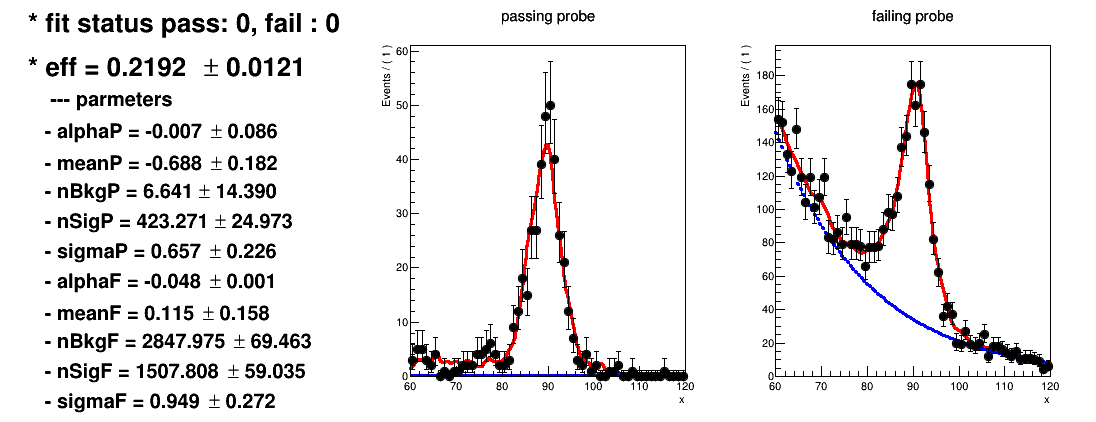 * fit status pass: 0, fail : 0
* eff = 0.2192 ± 0.0121
--- parmeters
- alphaP = -0.007 ± 0.086
- meanP = -0.688 ± 0.182
- nBkgP = 6.641 ± 14.390
- nSigP = 423.271 ± 24.973
- sigmaP = 0.657 ± 0.226
- alphaF = -0.048 ± 0.001
- meanF = 0.115 ± 0.158
- nBkgF = 2847.975 ± 69.463
- nSigF = 1507.808 ± 59.035
- sigmaF = 0.949 ± 0.272
passing probe
Events / ( 1 )
60
50
40
30
20
10
0
60 70 80 90 100 110 120
x
failing probe
Events / ( 1 )
180
160
140
120
100
80
60
40
20
0
60 70 80 90 100 110 120
x